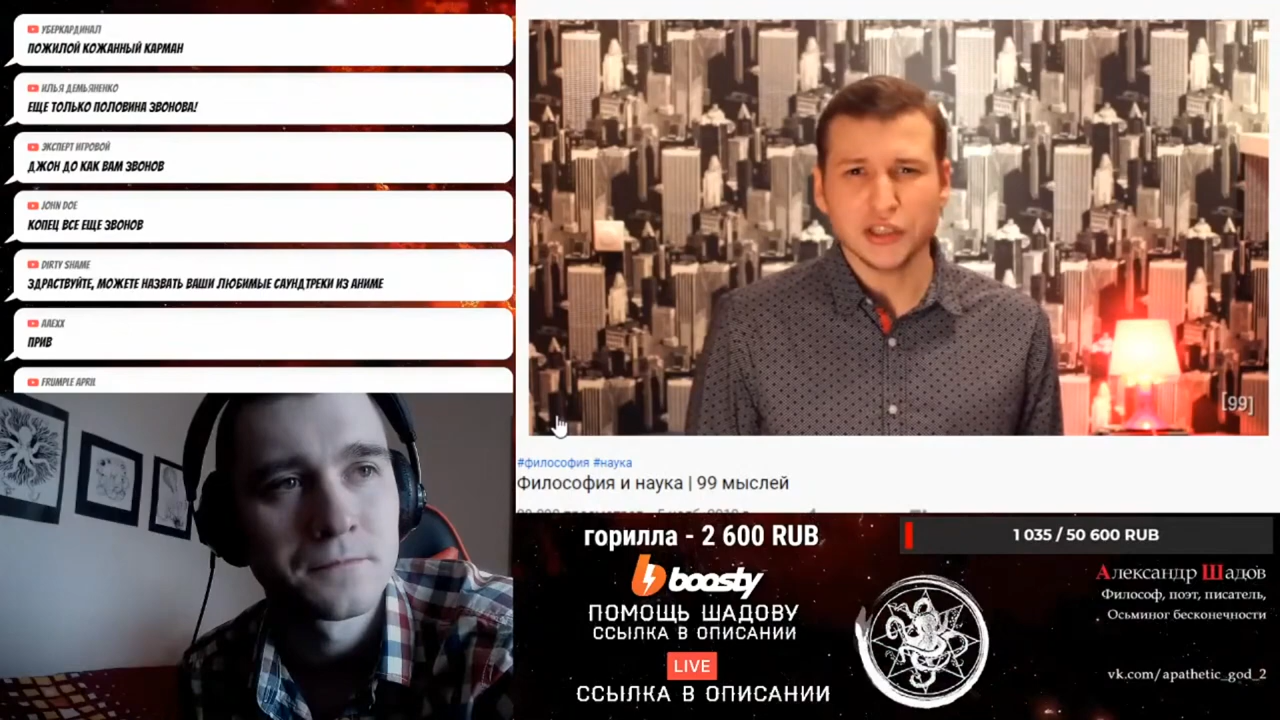 УБЕРКАРДИНАЛ
ПОЖИЛОЙ КОЖАННЫЙ КАРМАН
ИЛЬЯ ДЕМЬЯНЕНКО
ЕЩЕ ТОЛЬКО ПОЛОВИНА ЗВОНОВА!
ЭКСПЕРТ ИГРОВОЙ
ДЖОН ДО КАК ВАМ ЗВОНОВ
JOHN DOE
КОПЕЦ ВСЕ ЕЩЕ ЗВОНОВ
DIRTY SHAME
ЗДРАСТВУЙТЕ, МОЖЕТЕ НАЗВАТЬ ВАШИ ЛЮБИМЫЕ САУНДТРЕКИ ИЗ АНИМЕ
ALEXX
ПРИВ
FRUMPLE APRIL
[99]
#философия #наука
Философия и наука | 99 мыслей
горилла - 2 600 RUB
boosty
ПОМОЩЬ ШАДОВУ
ССЫЛКА В ОПИСАНИИ
LIVE
ССЫЛКА В ОПИСАНИИ
1 035 / 50 600 RUB
Александр Шадов
Философ, поэт, писатель,
Осьминог бесконечности
vk.com/apathetic_god_2